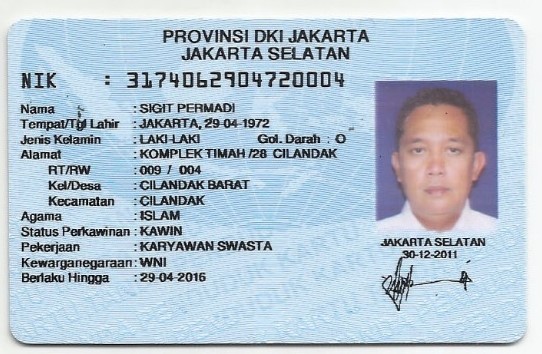 PROVINSI DKI JAKARTA
JAKARTA SELATAN
NIK : 3174062904720004
Nama : SIGIT PERMADI
Tempat/Tgl Lahir : JAKARTA, 29-04-1972
Jenis Kelamin : LAKI-LAKI Gol. Darah : O
Alamat : KOMPLEK TIMAH /28 CILANDAK
RT/RW : 009 / 004
Kel/Desa : CILANDAK BARAT
Kecamatan : CILANDAK
Agama : ISLAM
Status Perkawinan : KAWIN
Pekerjaan : KARYAWAN SWASTA
Kewarganegaraan : WNI
Berlaku Hingga : 29-04-2016
JAKARTA SELATAN
30-12-2011